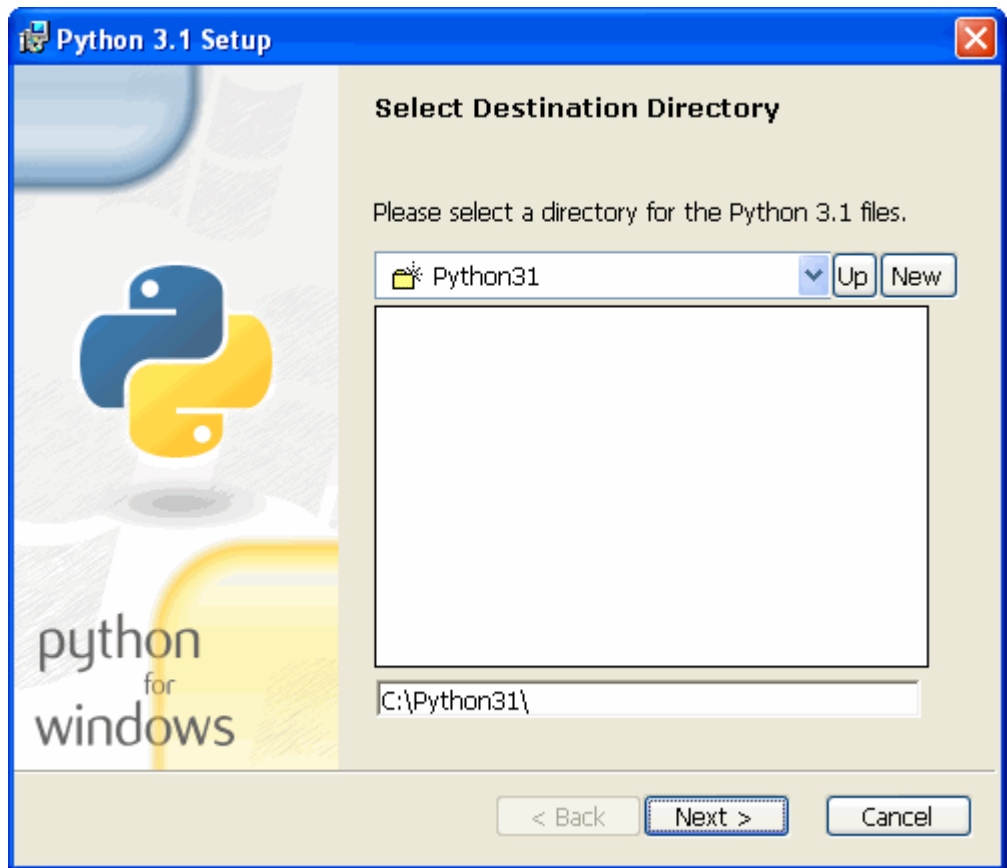 Python 3.1 Setup
Select Destination Directory
Please select a directory for the Python 3.1 files.
Python31
Up
New
C:\Python31\
python
for
windows
< Back
Next >
Cancel